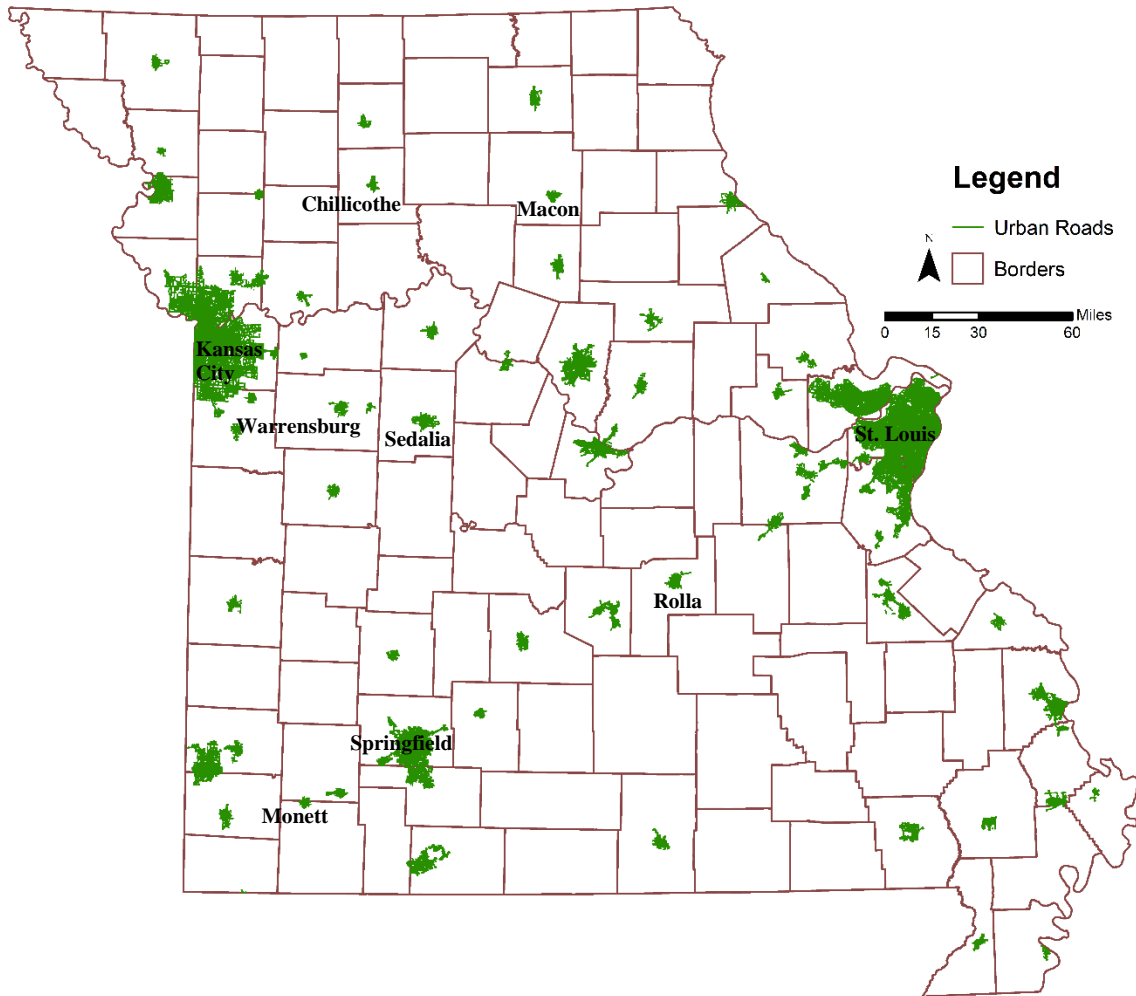 Chillicothe
Macon
Legend
N
Urban Roads
Borders
0 15 30 60 Miles
Kansas
City
Warrensburg
Sedalia
St. Louis
Rolla
Springfield
Monett